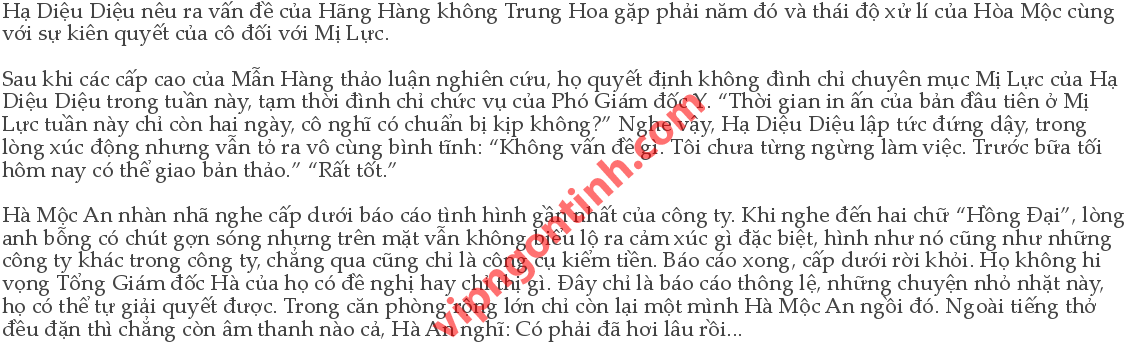 Hạ Diệu Diệu nêu ra vấn đề của Hãng Hàng không Trung Hoa gặp phải năm đó và thái độ xử lí của Hòa Mộc cùng
với sự kiên quyết của cô đối với Mị Lực.
Sau khi các cấp cao của Mẫn Hàng thảo luận nghiên cứu, họ quyết định không đình chỉ chuyên mục Mị Lực của Hạ
Diệu Diệu trong tuần này, tạm thời đình chỉ chức vụ của Phó Giám đốc Y. “Thời gian in ấn của bản đầu tiên ở Mị
Lực tuần này chỉ còn hai ngày, cô nghĩ có chuẩn bị kịp không?” Nghe vậy, Hạ Diệu Diệu lập tức đứng dậy, trong
lòng xúc động nhưng vẫn tỏ ra vô cùng bình tĩnh: “Không vấn đề gì. Tôi chưa từng ngừng làm việc. Trước bữa tối
hôm nay có thể giao bản thảo.” “Rất tốt.”
Hà Mộc An nhàn nhã nghe cấp dưới báo cáo tình hình gần nhất của công ty. Khi nghe đến hai chữ “Hồng Đại”, lòng
anh bỗng có chút gợn sóng nhưng trên mặt vẫn không biểu lộ ra cảm xúc gì đặc biệt, hình như nó cũng như những
công ty khác trong công ty, chẳng qua cũng chỉ là công cụ kiếm tiền. Báo cáo xong, cấp dưới rời khỏi. Họ không hi
vọng Tổng Giám đốc Hà của họ có đề nghị hay chỉ thị gì. Đây chỉ là báo cáo thông lệ, những chuyện nhỏ nhặt này,
họ có thể tự giải quyết được. Trong căn phòng rộng lớn chỉ còn lại một mình Hà Mộc An ngồi đó. Ngoài tiếng thở
đều đặn thì chẳng còn âm thanh nào cả, Hà An nghĩ: Có phải đã hơi lâu rồi...
vipngontinh.com